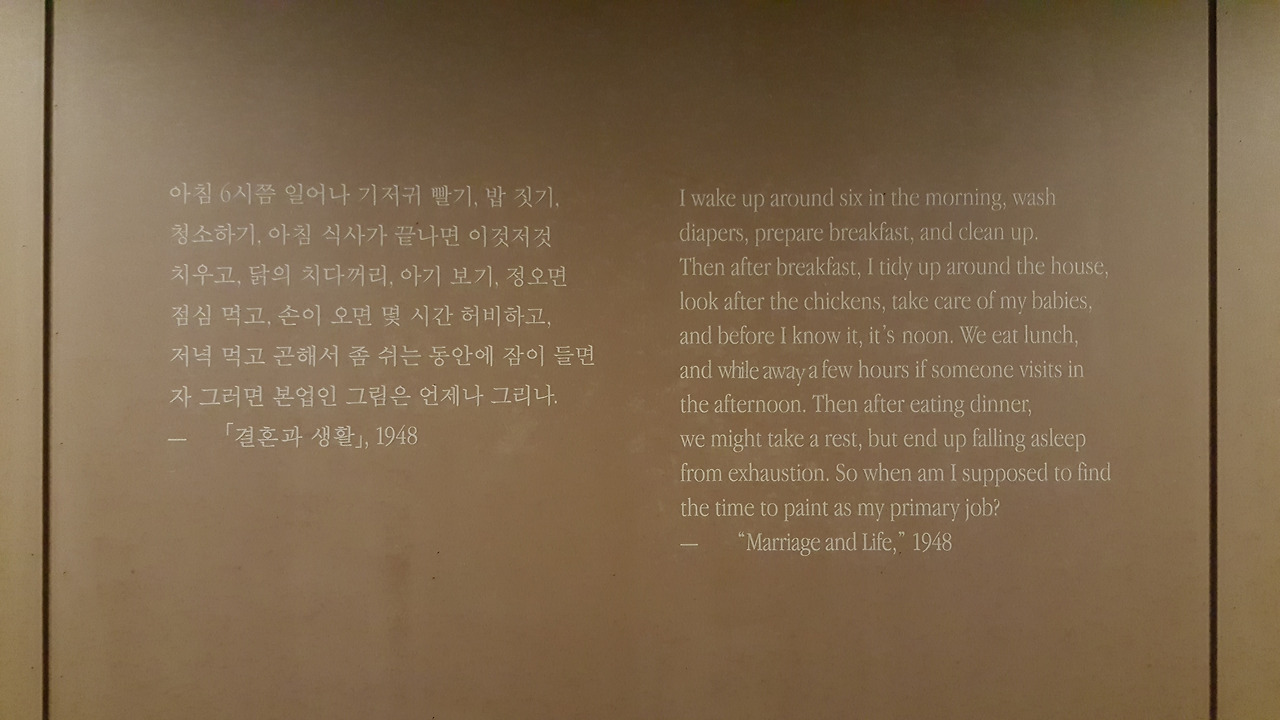 아침 6시쯤 일어나 기저귀 빨기, 밥 짓기,
청소하기, 아침 식사가 끝나면 이것저것
치우고, 닭의 치다꺼리, 아기 보기, 정오면
점심 먹고, 손이 오면 몇 시간 허비하고,
저녁 먹고 곤해서 좀 쉬는 동안에 잠이 들면
자 그러면 본업인 그림은 언제나 그리나.
— 「결혼과 생활」, 1948
I wake up around six in the morning, wash
diapers, prepare breakfast, and clean up.
Then after breakfast, I tidy up around the house,
look after the chickens, take care of my babies,
and before I know it, it’s noon. We eat lunch,
and while away a few hours if someone visits in
the afternoon. Then after eating dinner,
we might take a rest, but end up falling asleep
from exhaustion. So when am I supposed to find
the time to paint as my primary job?
— “Marriage and Life,” 1948